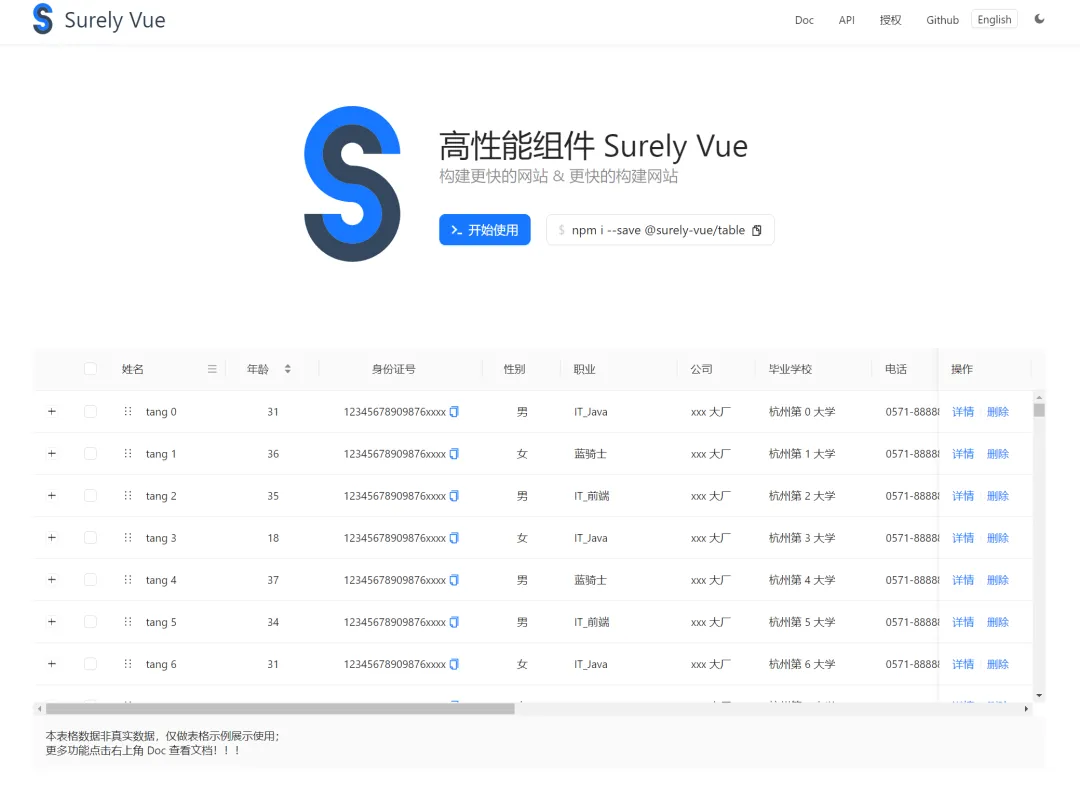 Surely Vue
Doc API 授权 Github English
高性能组件 Surely Vue
构建更快的网站 & 更快的构建网站
开始使用 $ npm i --save @surely-vue/table
姓名 年龄 身份证号 性别 职业 公司 毕业学校 电话 操作
+ tang 0 31 12345678909876xxxx 男 IT_Java xxx 大厂 杭州第 0 大学 0571-88888 详情 删除
+ tang 1 36 12345678909876xxxx 女 蓝骑士 xxx 大厂 杭州第 1 大学 0571-88888 详情 删除
+ tang 2 35 12345678909876xxxx 男 IT_前端 xxx 大厂 杭州第 2 大学 0571-88888 详情 删除
+ tang 3 18 12345678909876xxxx 女 IT_Java xxx 大厂 杭州第 3 大学 0571-88888 详情 删除
+ tang 4 37 12345678909876xxxx 男 蓝骑士 xxx 大厂 杭州第 4 大学 0571-88888 详情 删除
+ tang 5 34 12345678909876xxxx 男 IT_前端 xxx 大厂 杭州第 5 大学 0571-88888 详情 删除
+ tang 6 31 12345678909876xxxx 女 IT_Java xxx 大厂 杭州第 6 大学 0571-88888 详情 删除
本表格数据非真实数据，仅做表格示例展示使用；
更多功能点击右上角 Doc 查看文档！！！